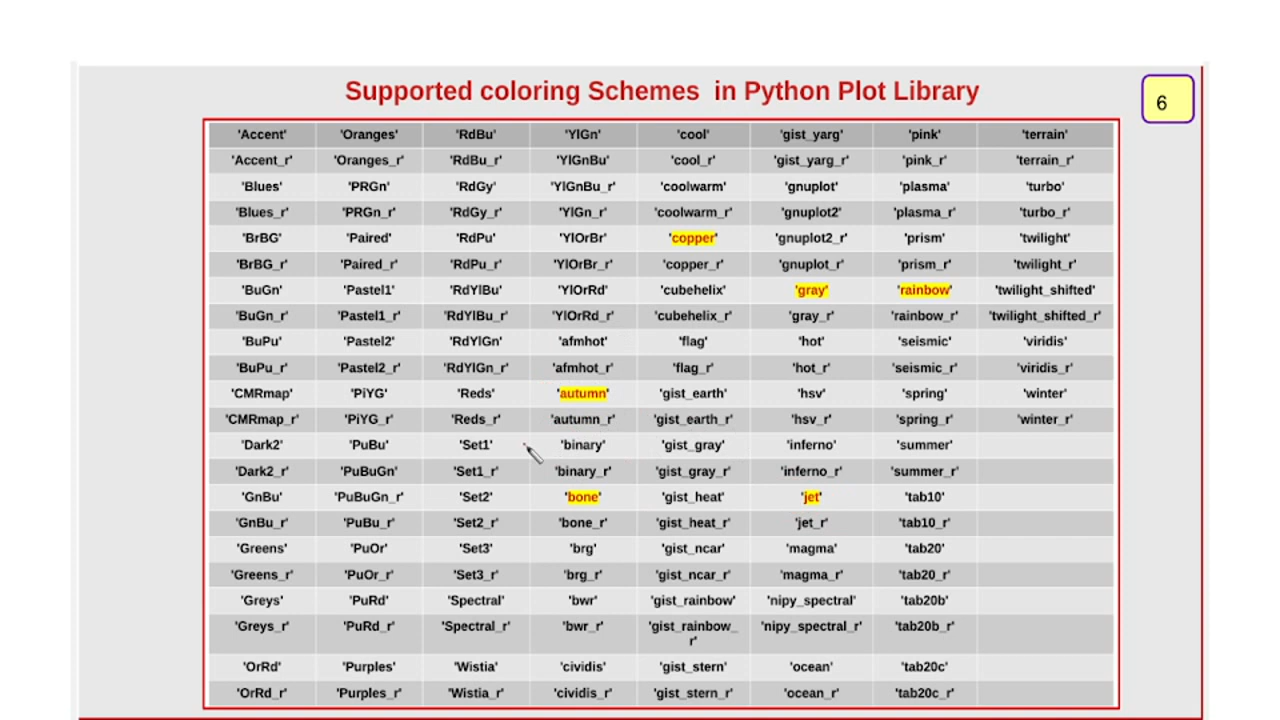 Supported coloring Schemes in Python Plot Library
6
'Accent' 'Oranges' 'RdBu' 'YlGn' 'cool' 'gist_yarg' 'pink' 'terrain'
'Accent_r' 'Oranges_r' 'RdBu_r' 'YlGnBu' 'cool_r' 'gist_yarg_r' 'pink_r' 'terrain_r'
'Blues' 'PRGn' 'RdGy' 'YlGnBu_r' 'coolwarm' 'gnuplot' 'plasma' 'turbo'
'Blues_r' 'PRGn_r' 'RdGy_r' 'YlGn_r' 'coolwarm_r' 'gnuplot2' 'plasma_r' 'turbo_r'
'BrBG' 'Paired' 'RdPu' 'YlOrBr' 'copper' 'gnuplot2_r' 'prism' 'twilight'
'BrBG_r' 'Paired_r' 'RdPu_r' 'YlOrBr_r' 'copper_r' 'gnuplot_r' 'prism_r' 'twilight_r'
'BuGn' 'Pastel1' 'RdYlBu' 'YlOrRd' 'cubehelix' 'gray' 'rainbow' 'twilight_shifted'
'BuGn_r' 'Pastel1_r' 'RdYlBu_r' 'YlOrRd_r' 'cubehelix_r' 'gray_r' 'rainbow_r' 'twilight_shifted_r'
'BuPu' 'Pastel2' 'RdYlGn' 'afmhot' 'flag' 'hot' 'seismic' 'viridis'
'BuPu_r' 'Pastel2_r' 'RdYlGn_r' 'afmhot_r' 'flag_r' 'hot_r' 'seismic_r' 'viridis_r'
'CMRmap' 'PiYG' 'Reds' 'autumn' 'gist_earth' 'hsv' 'spring' 'winter'
'CMRmap_r' 'PiYG_r' 'Reds_r' 'autumn_r' 'gist_earth_r' 'hsv_r' 'spring_r' 'winter_r'
'Dark2' 'PuBu' 'Set1' 'binary' 'gist_gray' 'inferno' 'summer'
'Dark2_r' 'PuBuGn' 'Set1_r' 'binary_r' 'gist_gray_r' 'inferno_r' 'summer_r'
'GnBu' 'PuBuGn_r' 'Set2' 'bone' 'gist_heat' 'jet' 'tab10'
'GnBu_r' 'PuBu_r' 'Set2_r' 'bone_r' 'gist_heat_r' 'jet_r' 'tab10_r'
'Greens' 'PuOr' 'Set3' 'brg' 'gist_ncar' 'magma' 'tab20'
'Greens_r' 'PuOr_r' 'Set3_r' 'brg_r' 'gist_ncar_r' 'magma_r' 'tab20_r'
'Greys' 'PuRd' 'Spectral' 'bwr' 'gist_rainbow' 'nipy_spectral' 'tab20b'
'Greys_r' 'PuRd_r' 'Spectral_r' 'bwr_r' 'gist_rainbow_ 'nipy_spectral_r' 'tab20b_r'
r'
'OrRd' 'Purples' 'Wistia' 'cividis' 'gist_stern' 'ocean' 'tab20c'
'OrRd_r' 'Purples_r' 'Wistia_r' 'cividis_r' 'gist_stern_r' 'ocean_r' 'tab20c_r'